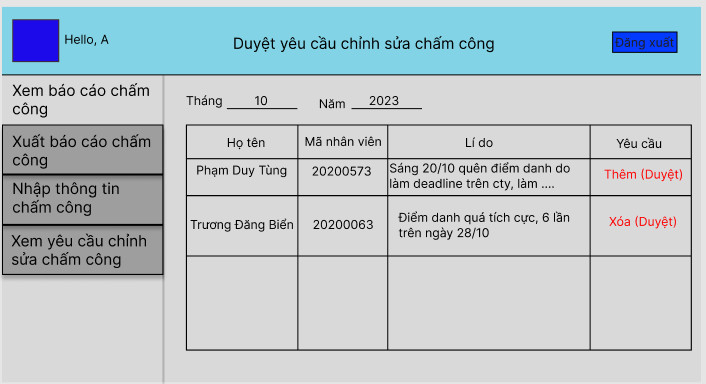 Hello, A
Duyệt yêu cầu chỉnh sửa chấm công
Đăng xuất
Xem báo cáo chấm
công
Xuất báo cáo chấm
công
Nhập thông tin
chấm công
Xem yêu cầu chỉnh
sửa chấm công
Tháng 10 Năm 2023
Họ tên Mã nhân viên Lí do Yêu cầu
Phạm Duy Tùng 20200573 Sáng 20/10 quên điểm danh do
làm deadline trên cty, làm .... Thêm (Duyệt)
Trương Đăng Biển 20200063 Điểm danh quá tích cực, 6 lần
trên ngày 28/10 Xóa (Duyệt)